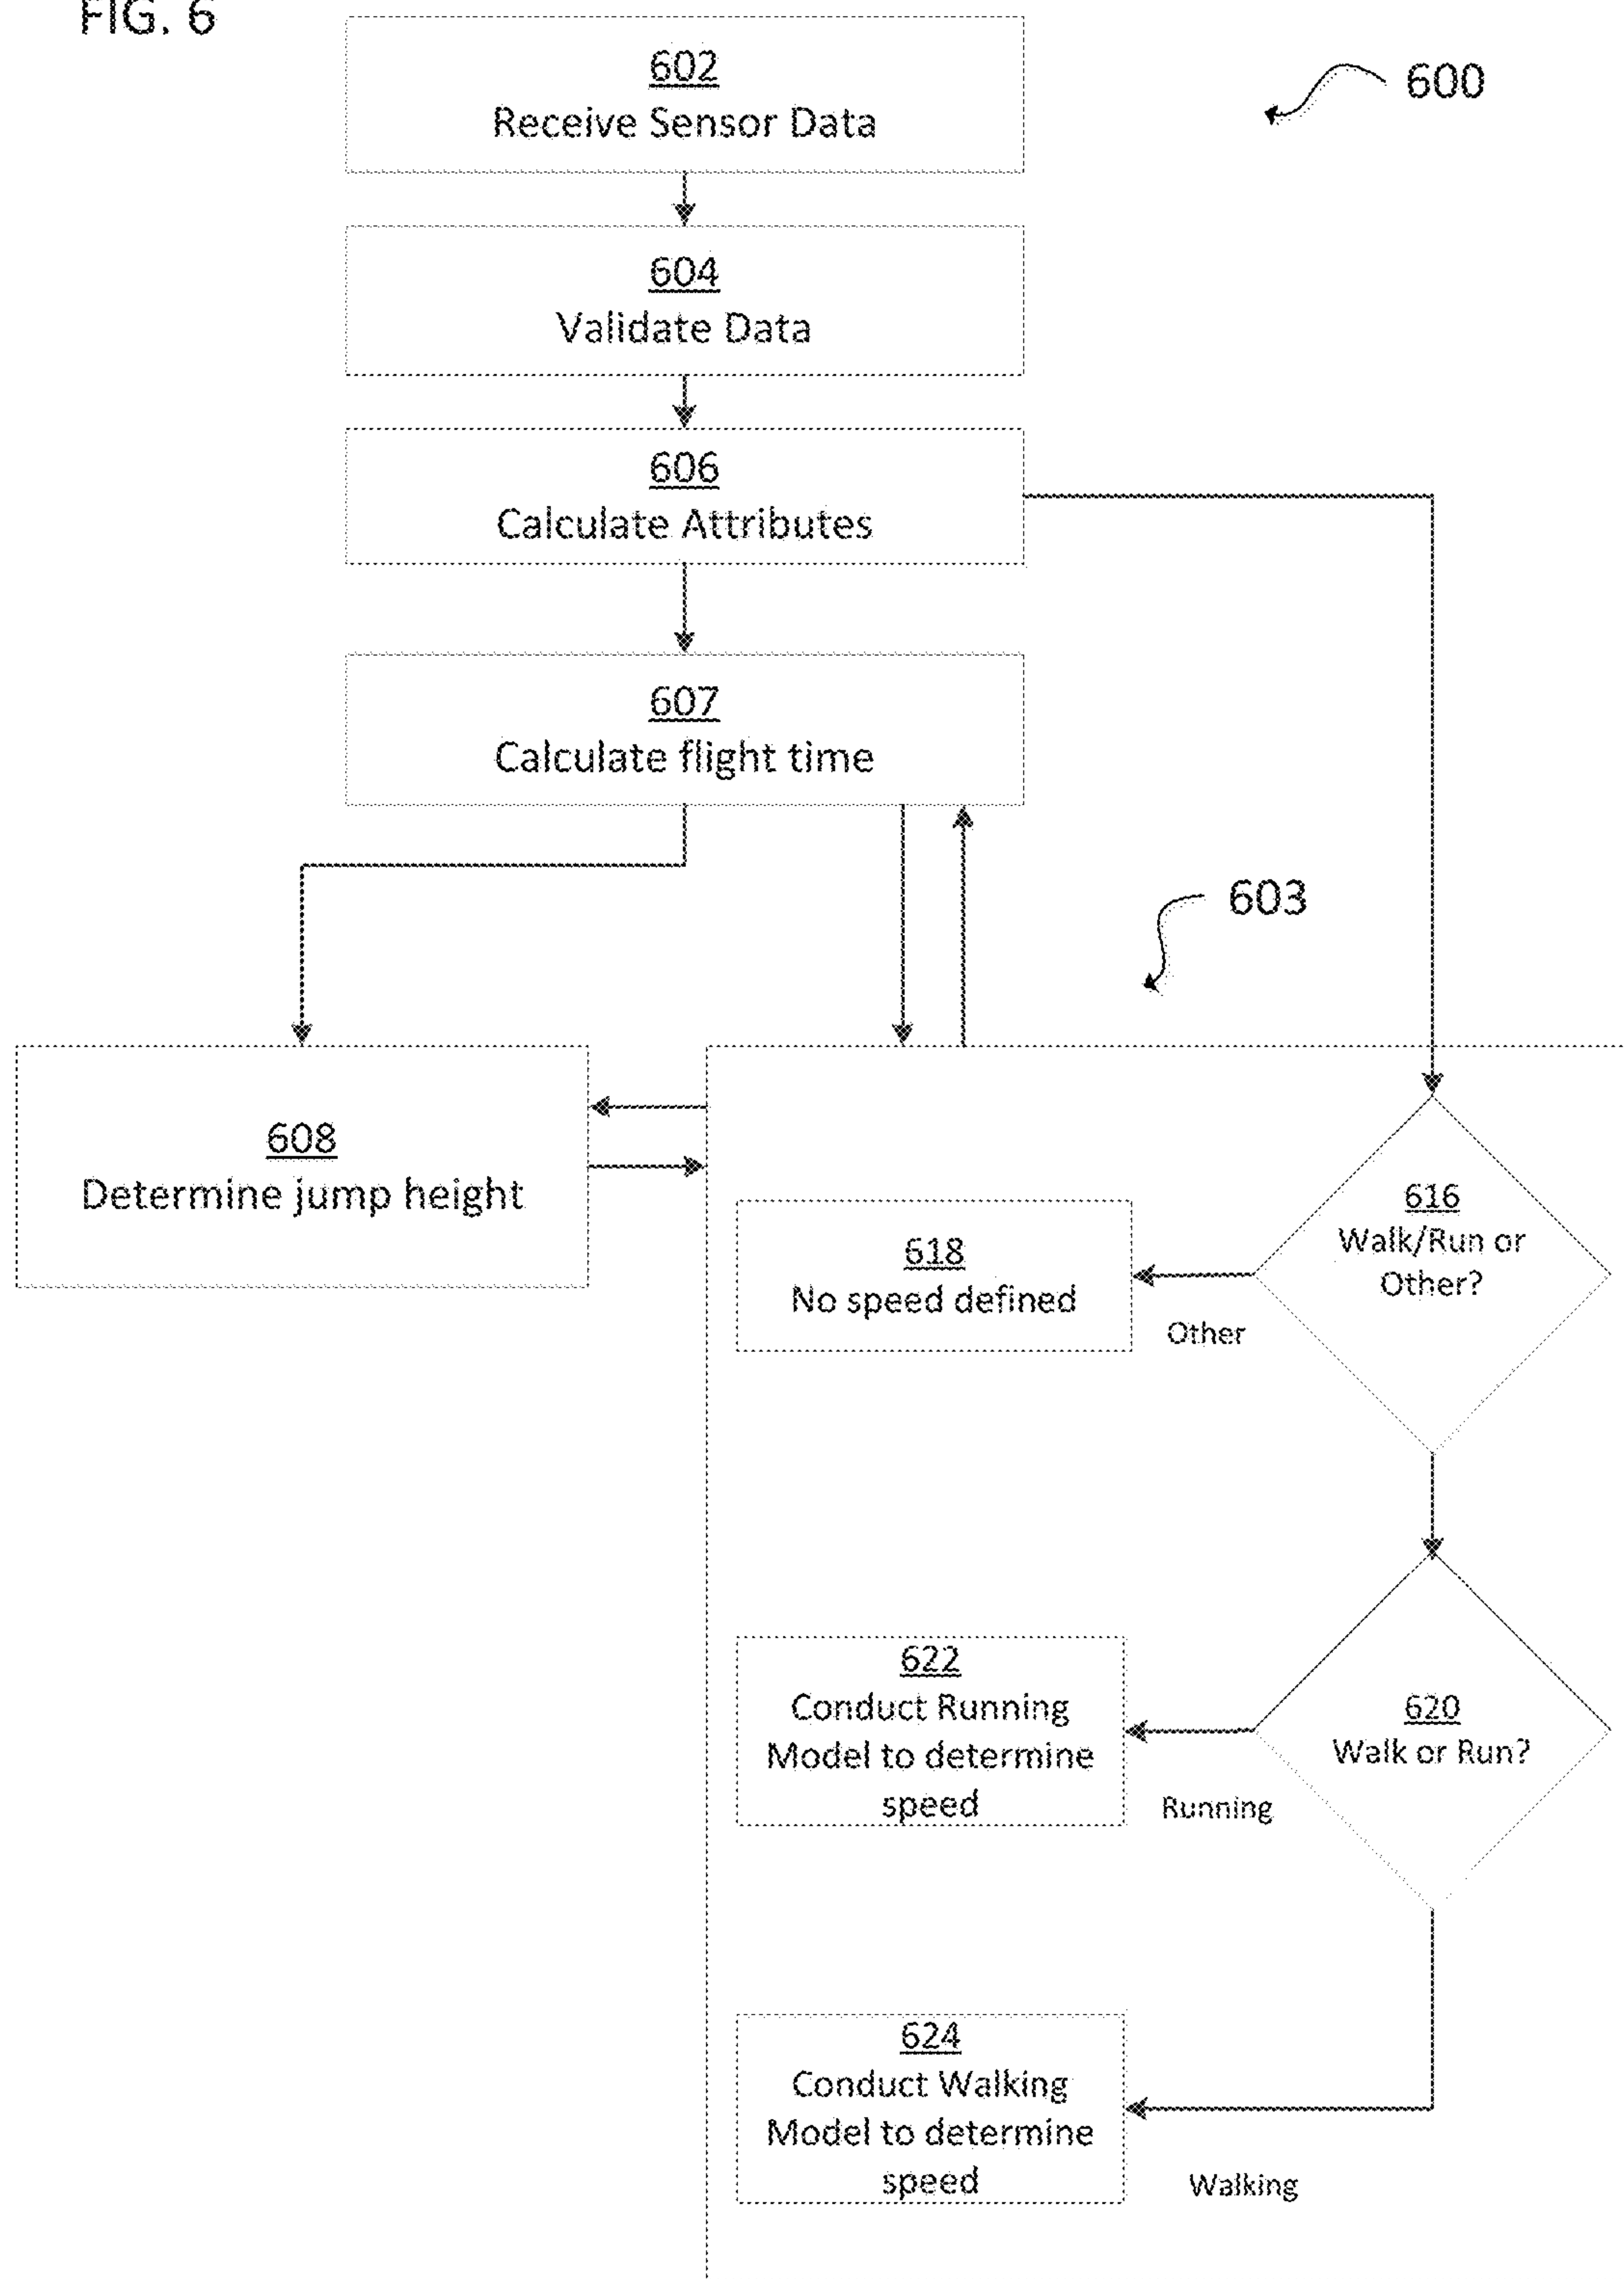 FIG. 6
602
Receive Sensor Data
600
604
Validate Data
606
Calculate Attributes
607
Calculate flight time
603
608
Determine jump height
616
Walk/Run or
Other?
618
No speed defined
Other
622
Conduct Running
Model to determine
speed
Running
620
Walk or Run?
624
Conduct Walking
Model to determine
speed
Walking